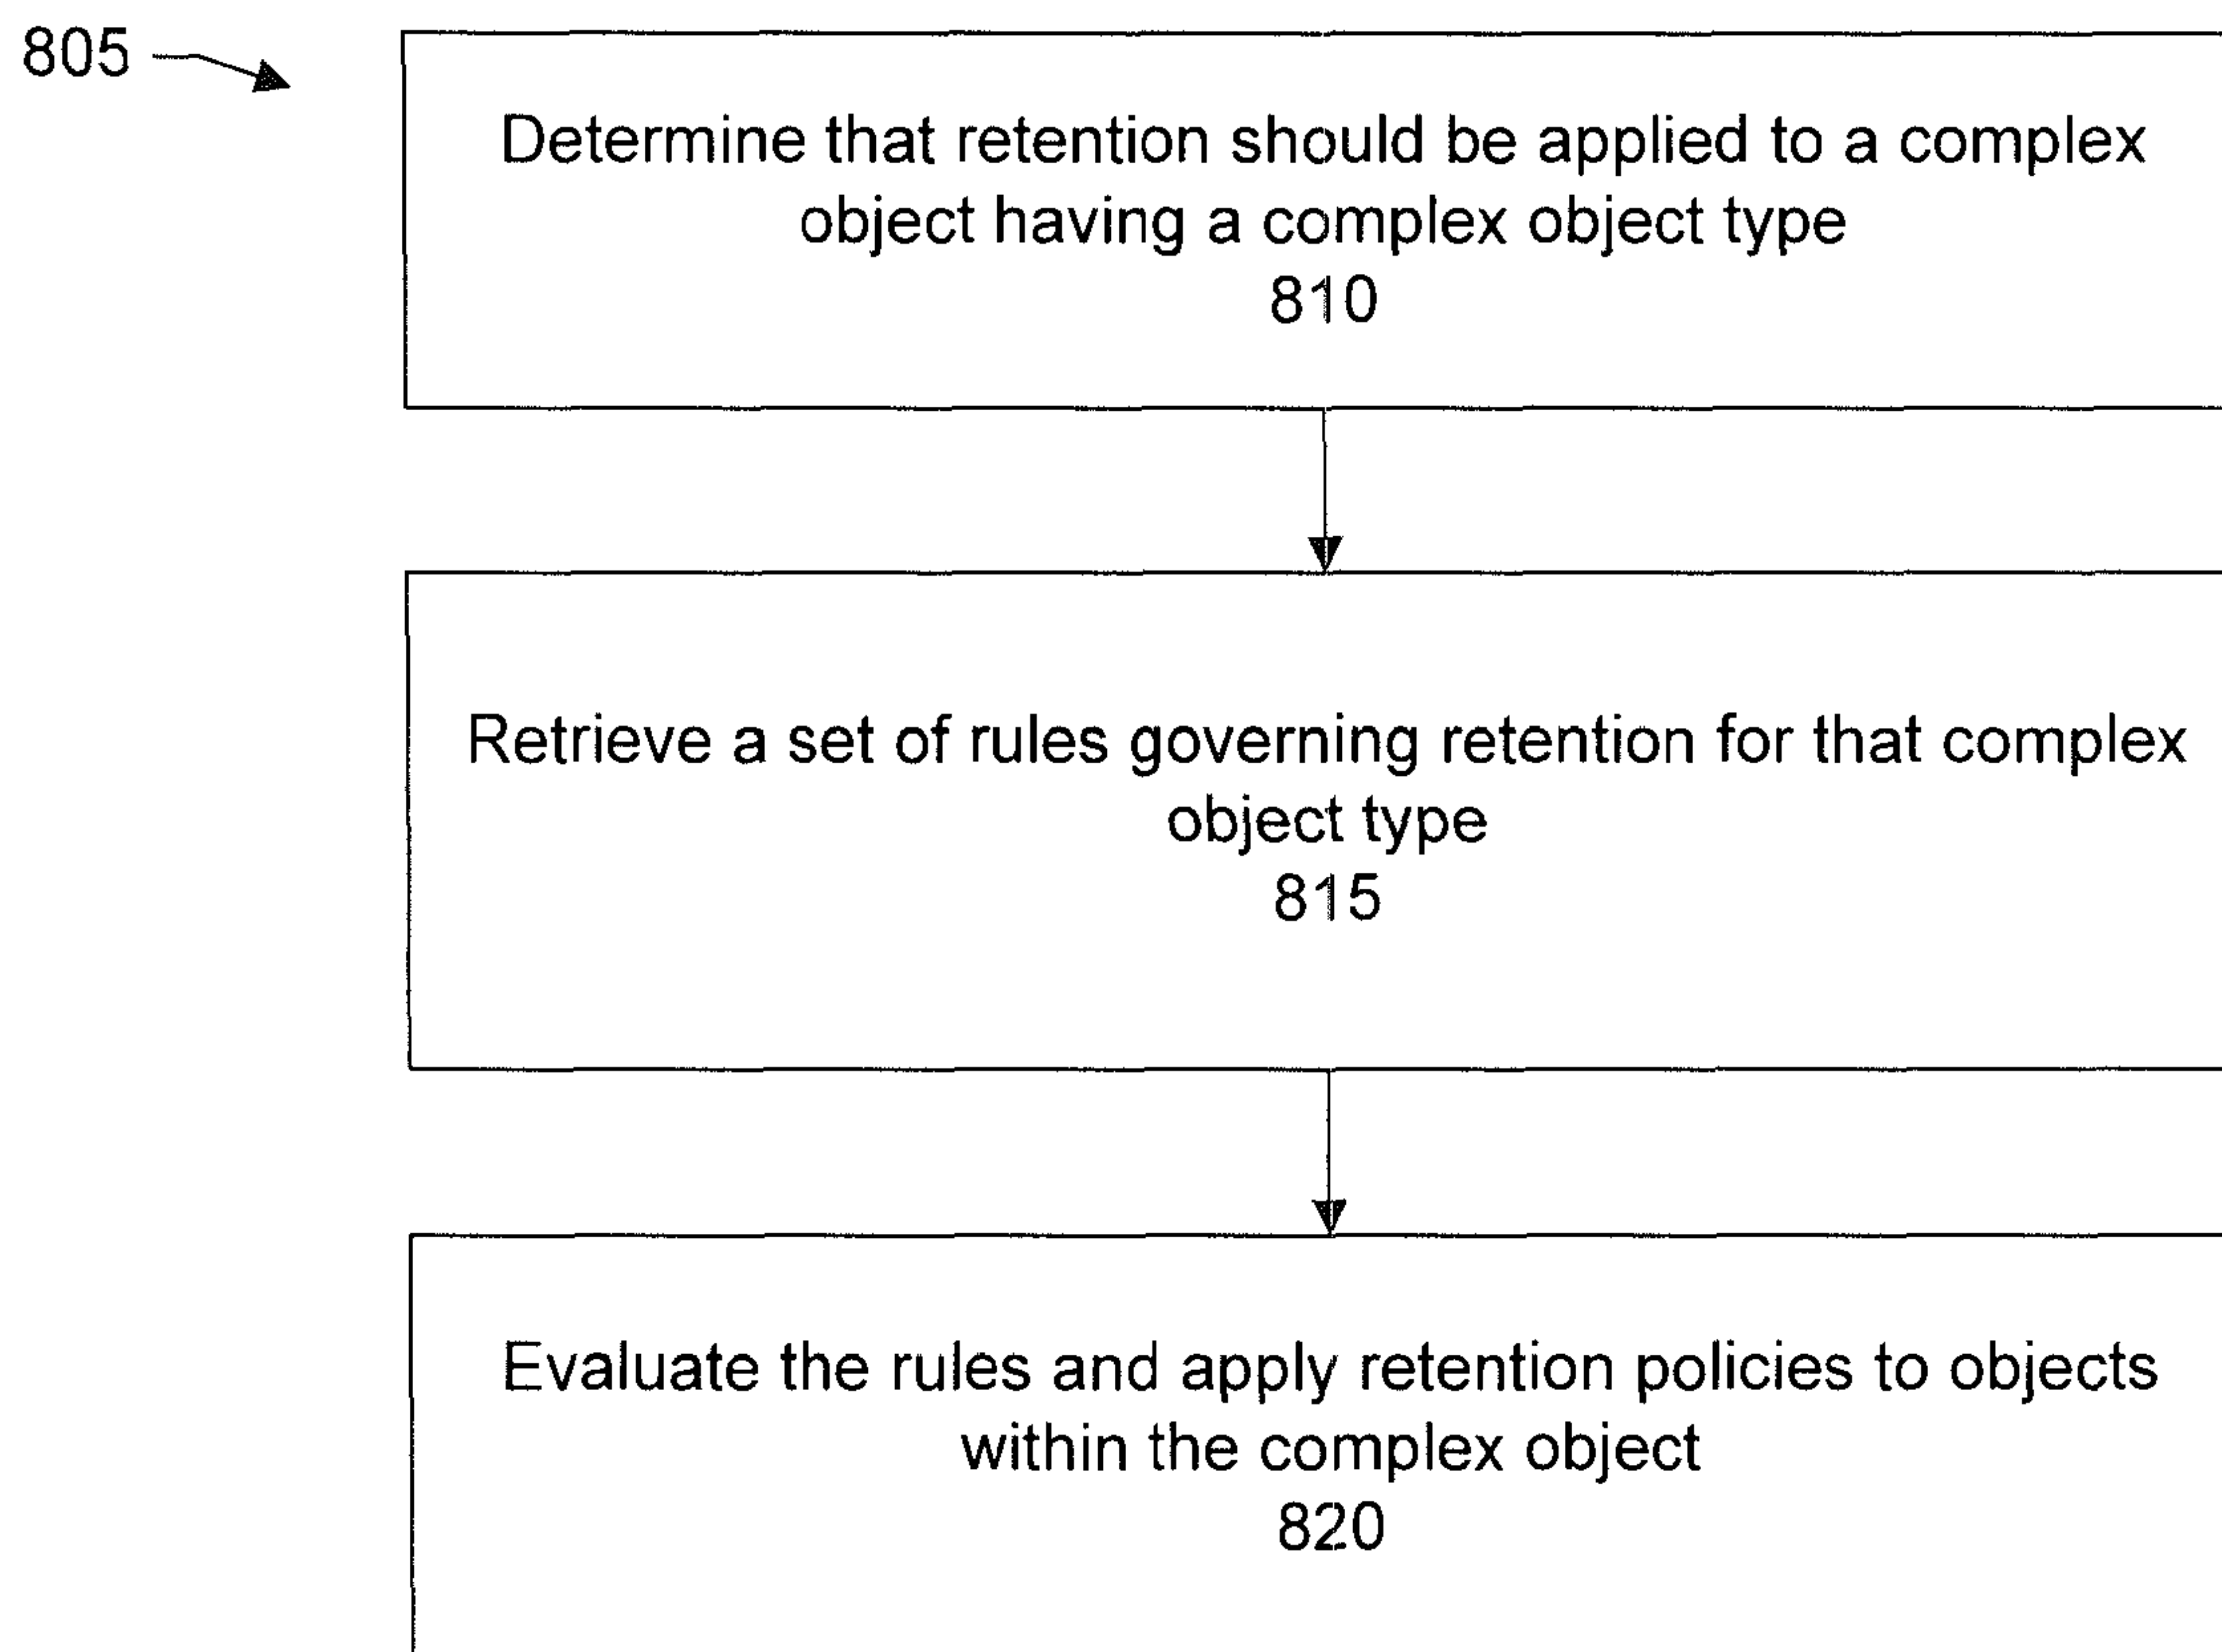 805
Determine that retention should be applied to a complex
object having a complex object type
810
Retrieve a set of rules governing retention for that complex
object type
815
Evaluate the rules and apply retention policies to objects
within the complex object
820